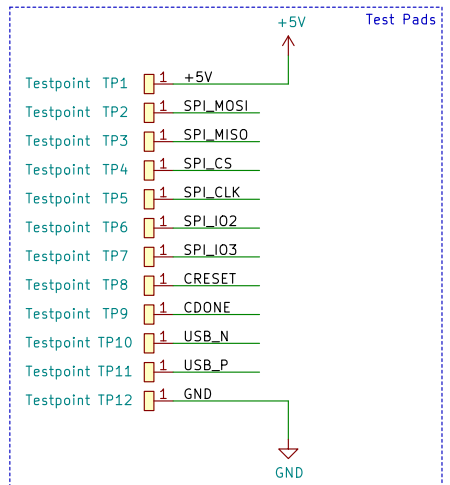 Test Pads
+5V
Testpoint TP1 1 +5V
Testpoint TP2 1 SPI_MOSI
Testpoint TP3 1 SPI_MISO
Testpoint TP4 1 SPI_CS
Testpoint TP5 1 SPI_CLK
Testpoint TP6 1 SPI_IO2
Testpoint TP7 1 SPI_IO3
Testpoint TP8 1 CRESET
Testpoint TP9 1 CDONE
Testpoint TP10 1 USB_N
Testpoint TP11 1 USB_P
Testpoint TP12 1 GND
GND